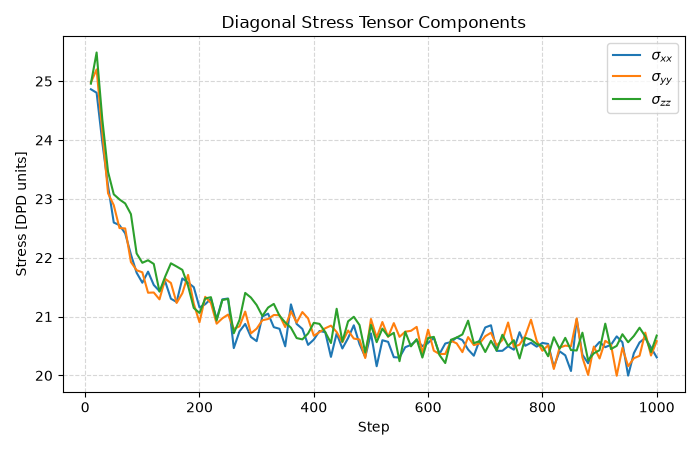 Diagonal Stress Tensor Components
Stress [DPD units]
25
24
23
22
21
20
σxx
σyy
σzz
0 200 400 600 800 1000
Step